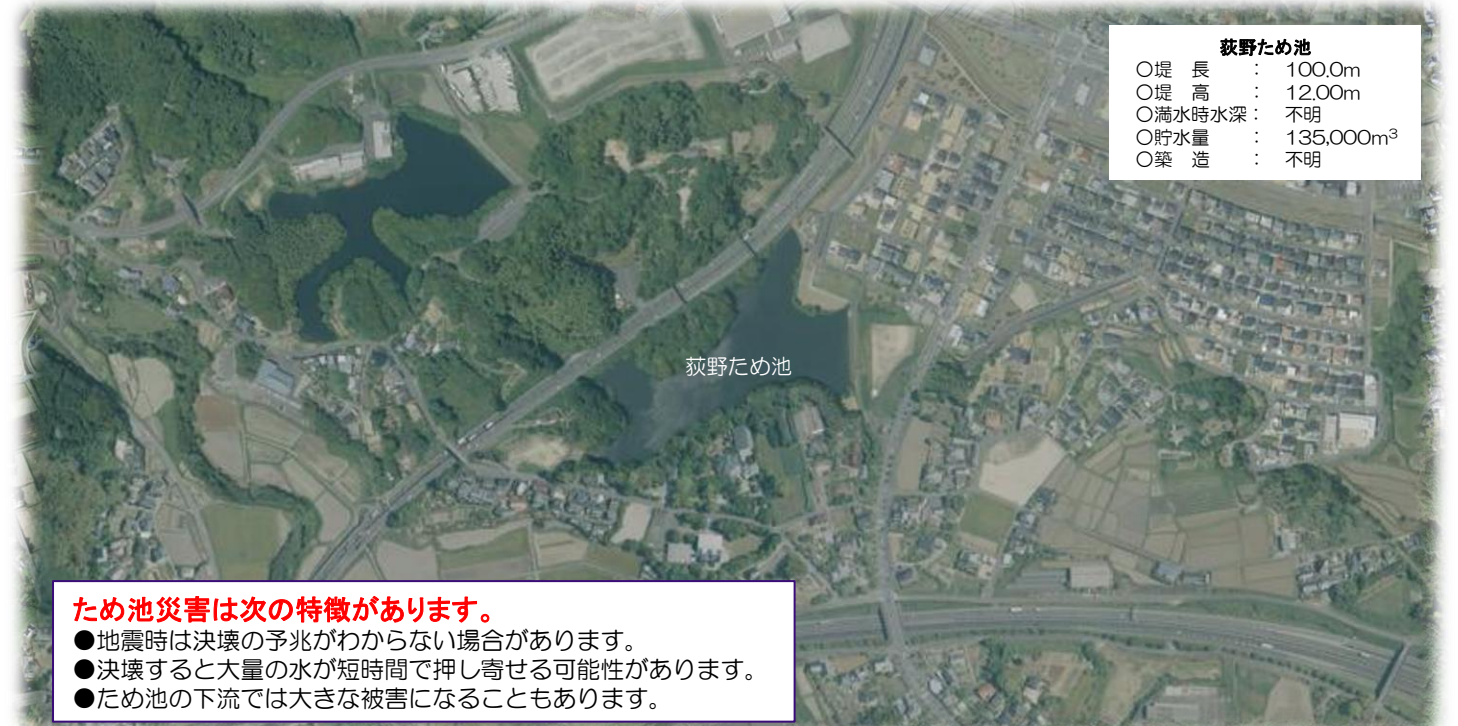 荻野ため池
〇堤　長　：　100.0m
〇堤　高　：　12.00m
〇満水時水深：　不明
〇貯水量　：　135,000m³
〇築　造　：　不明
荻野ため池
ため池災害は次の特徴があります。
●地震時は決壊の予兆がわからない場合があります。
●決壊すると大量の水が短時間で押し寄せる可能性があります。
●ため池の下流では大きな被害になることもあります。